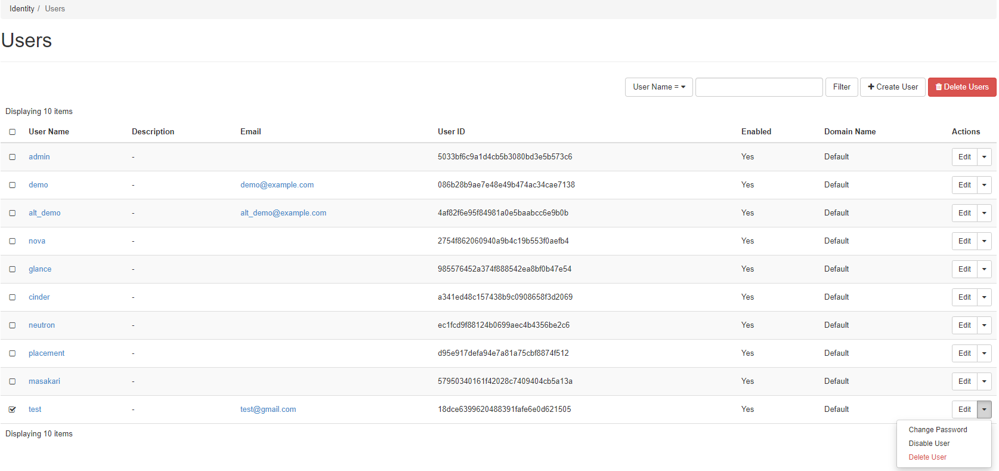 Identity / Users
Users
User Name = Filter Create User Delete Users
Displaying 10 items
User Name Description Email User ID Enabled Domain Name Actions
admin - 5033bf6c9a1d4cb5b3080bd3e5b573c6 Yes Default Edit
demo - demo@example.com 086b28b9ae7e48e49b474ac34cae7138 Yes Default Edit
alt_demo - alt_demo@example.com 4af82f6e95f84981a0e5baabcc6e9b0b Yes Default Edit
nova - 2754f862060940a9b4c19b553f0aefb4 Yes Default Edit
glance - 985576452a374f888542ea8bf0b47e54 Yes Default Edit
cinder - a341ed48c157438b9c0908658f3d2069 Yes Default Edit
neutron - ec1fcd9f88124b0699aec4b4356be2c6 Yes Default Edit
placement - d95e917defa94e7a81a75cbf8874f512 Yes Default Edit
masakari - 57950340161f42028c7409404cb5a13a Yes Default Edit
test - test@gmail.com 18dce6399620488391fafe6e0d621505 Yes Default Edit
Displaying 10 items
Change Password
Disable User
Delete User